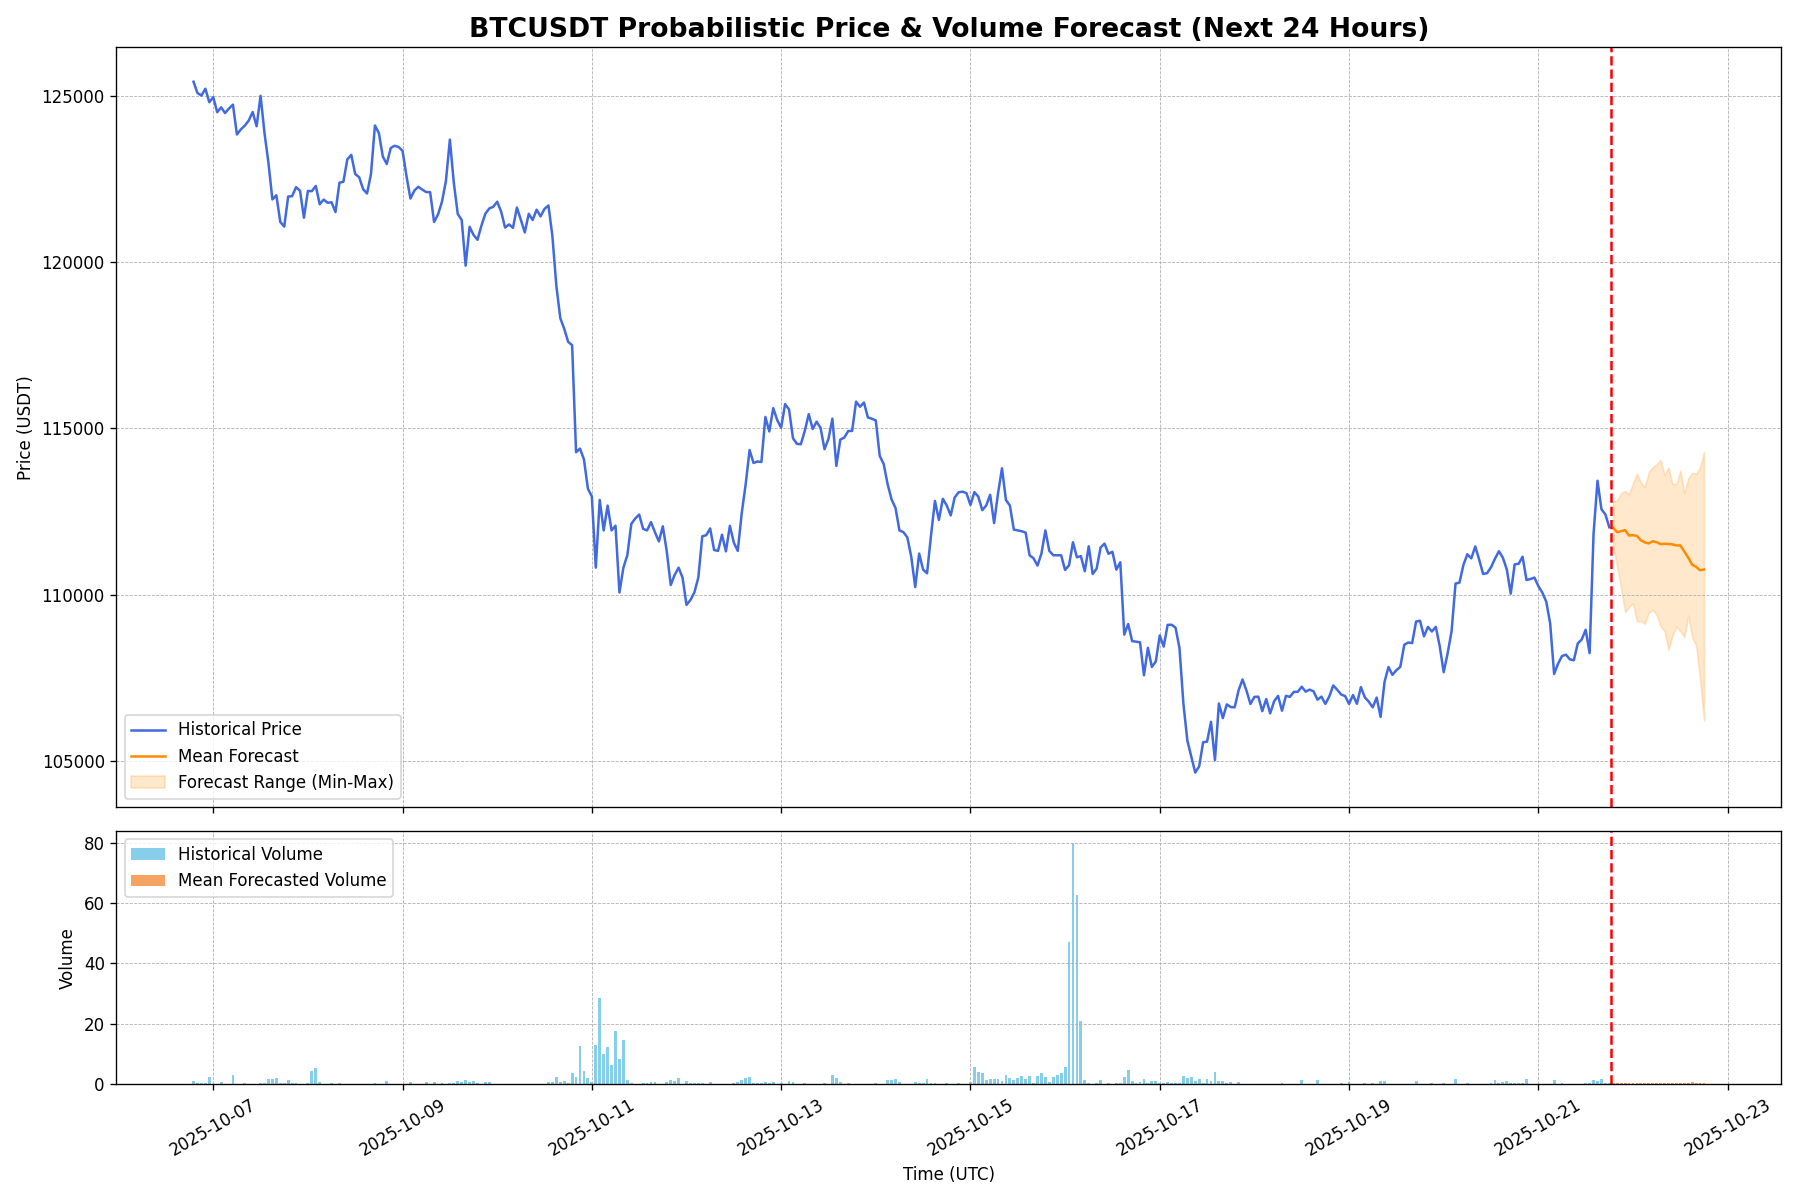 BTCUSDT Probabilistic Price & Volume Forecast (Next 24 Hours)
125000
120000
115000
110000
105000
Price (USDT)
Historical Price
Mean Forecast
Forecast Range (Min-Max)
80
60
40
20
0
Volume
Historical Volume
Mean Forecasted Volume
2025-10-07
2025-10-09
2025-10-11
2025-10-13
2025-10-15
2025-10-17
2025-10-19
2025-10-21
2025-10-23
Time (UTC)